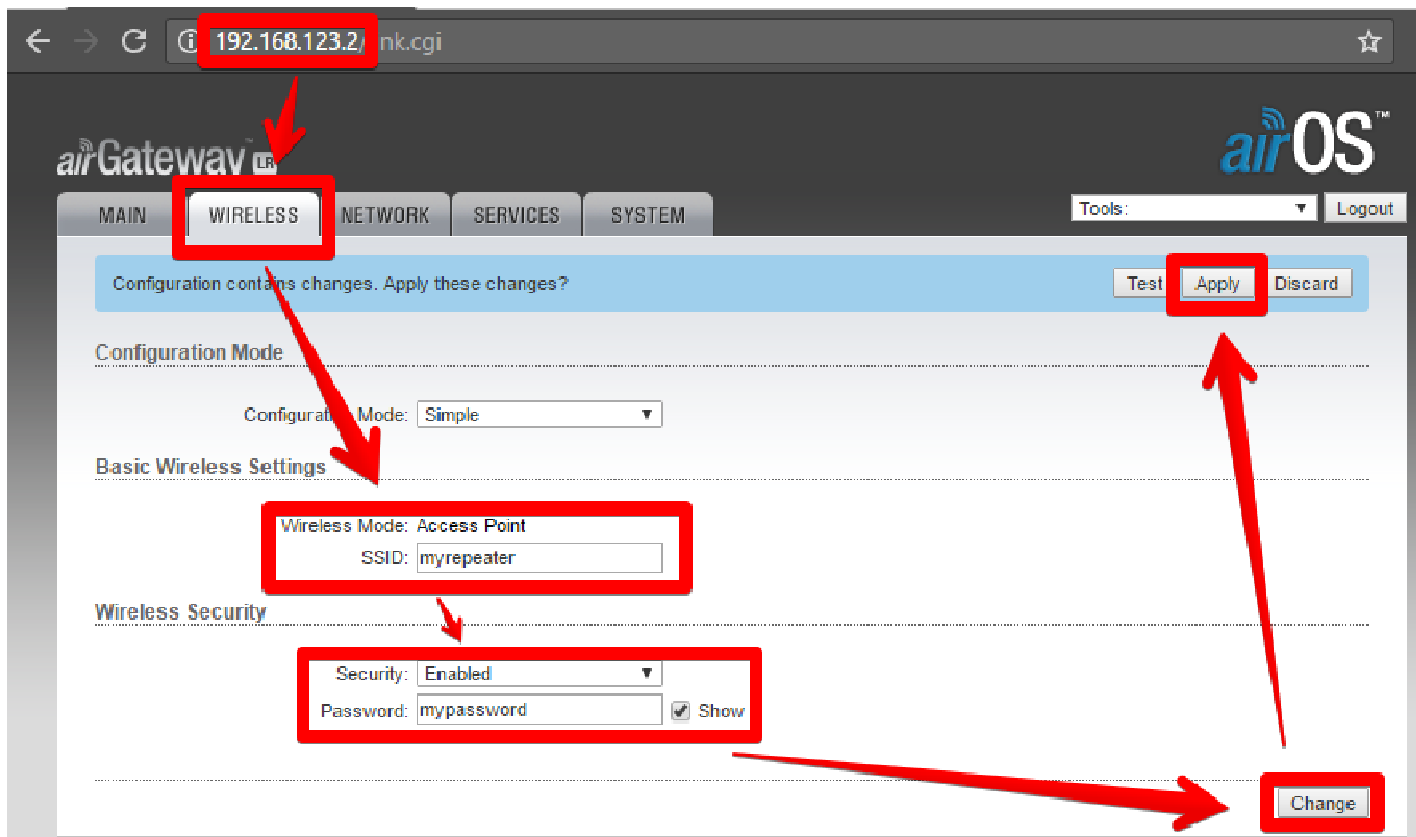 192.168.123.2/ nk.cgi
airGateway™ LR
airOS™
MAIN WIRELESS NETWORK SERVICES SYSTEM Tools: Logout
Configuration contains changes. Apply these changes? Test Apply Discard
Configuration Mode
Configuration Mode: Simple
Basic Wireless Settings
Wireless Mode: Access Point
SSID: myrepeater
Wireless Security
Security: Enabled
Password: mypassword Show
Change